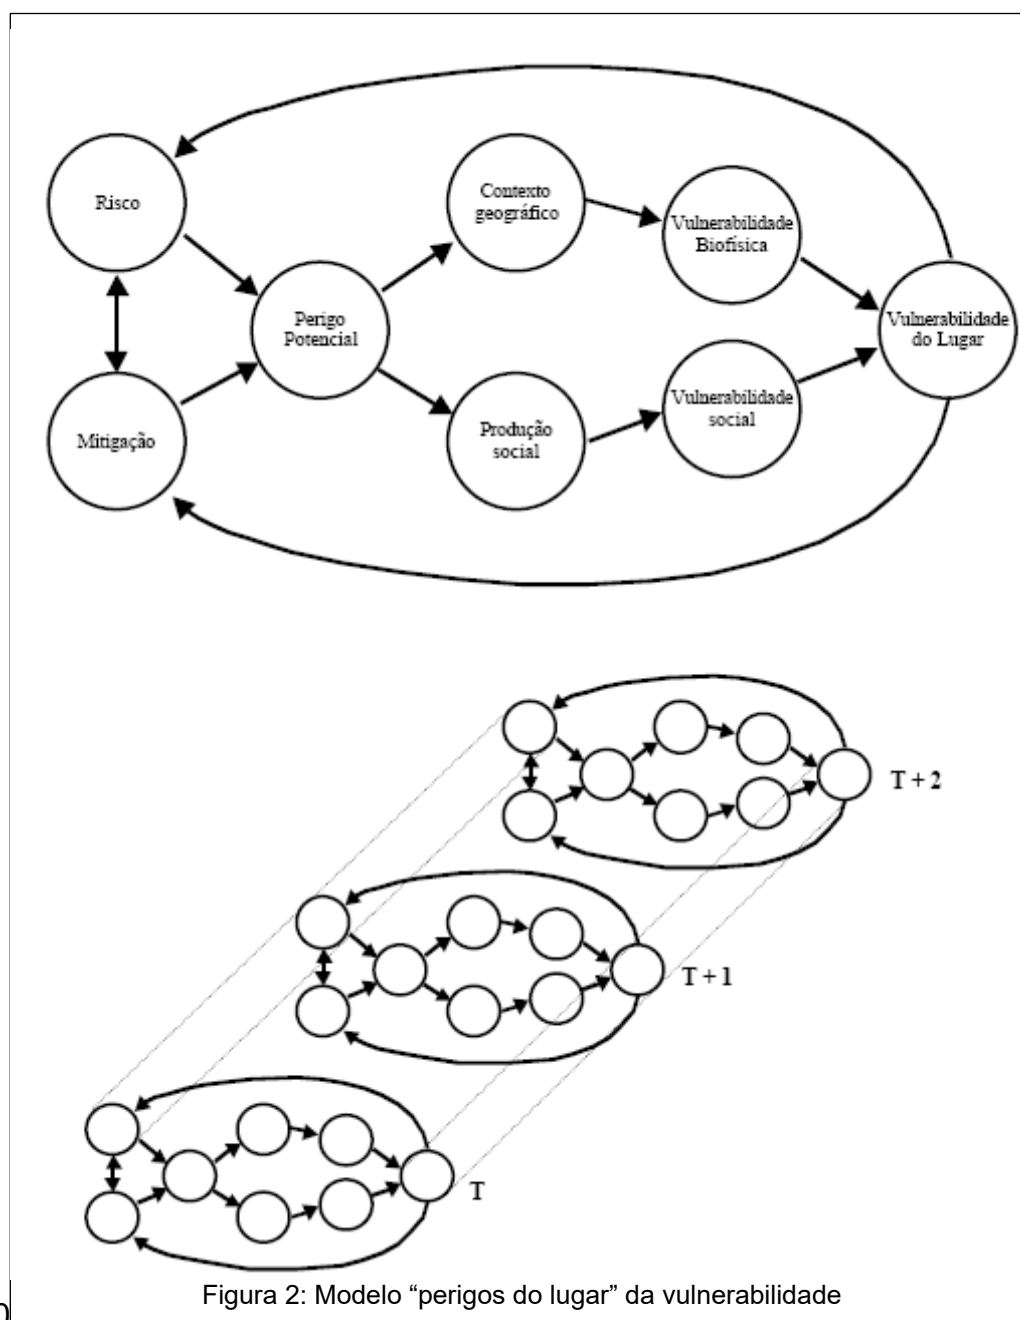 Risco
Contexto
geográfico
Vulnerabilidade
Biofísica
Perigo
Potencial
Vulnerabilidade
do Lugar
Mitigação
Produção
social
Vulnerabilidade
social
T + 2
T + 1
T
Figura 2: Modelo “perigos do lugar” da vulnerabilidade